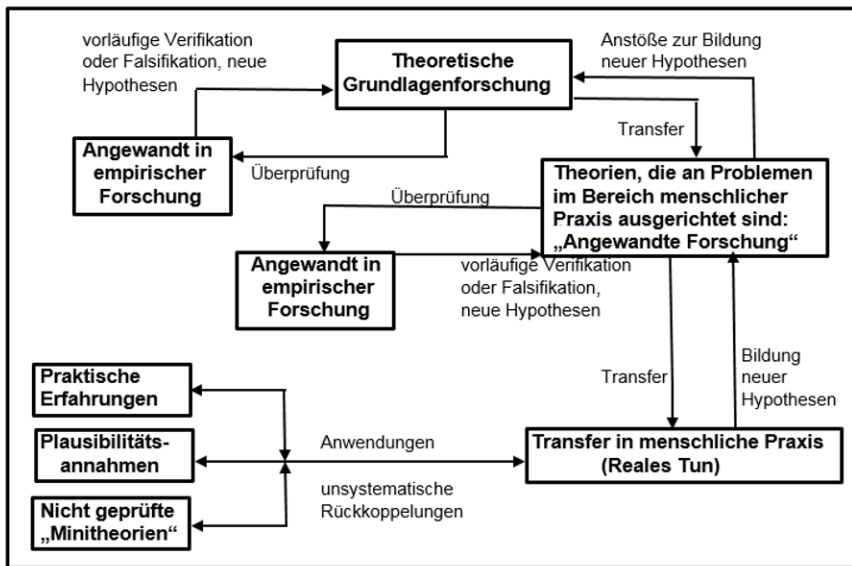 vorläufige Verifikation
oder Falsifikation, neue
Hypothesen
Theoretische
Grundlagenforschung
Anstöße zur Bildung
neuer Hypothesen
Transfer
Angewandt in
empirischer
Forschung
Überprüfung
Theorien, die an Problemen
im Bereich menschlicher
Praxis ausgerichtet sind:
„Angewandte Forschung“
Überprüfung
Angewandt in
empirischer
Forschung
vorläufige Verifikation
oder Falsifikation,
neue Hypothesen
Transfer
Bildung
neuer
Hypothesen
Praktische
Erfahrungen
Plausibilitäts-
annahmen
Nicht geprüfte
„Minitheorien“
Anwendungen
unsystematische
Rückkoppelungen
Transfer in menschliche Praxis
(Reales Tun)